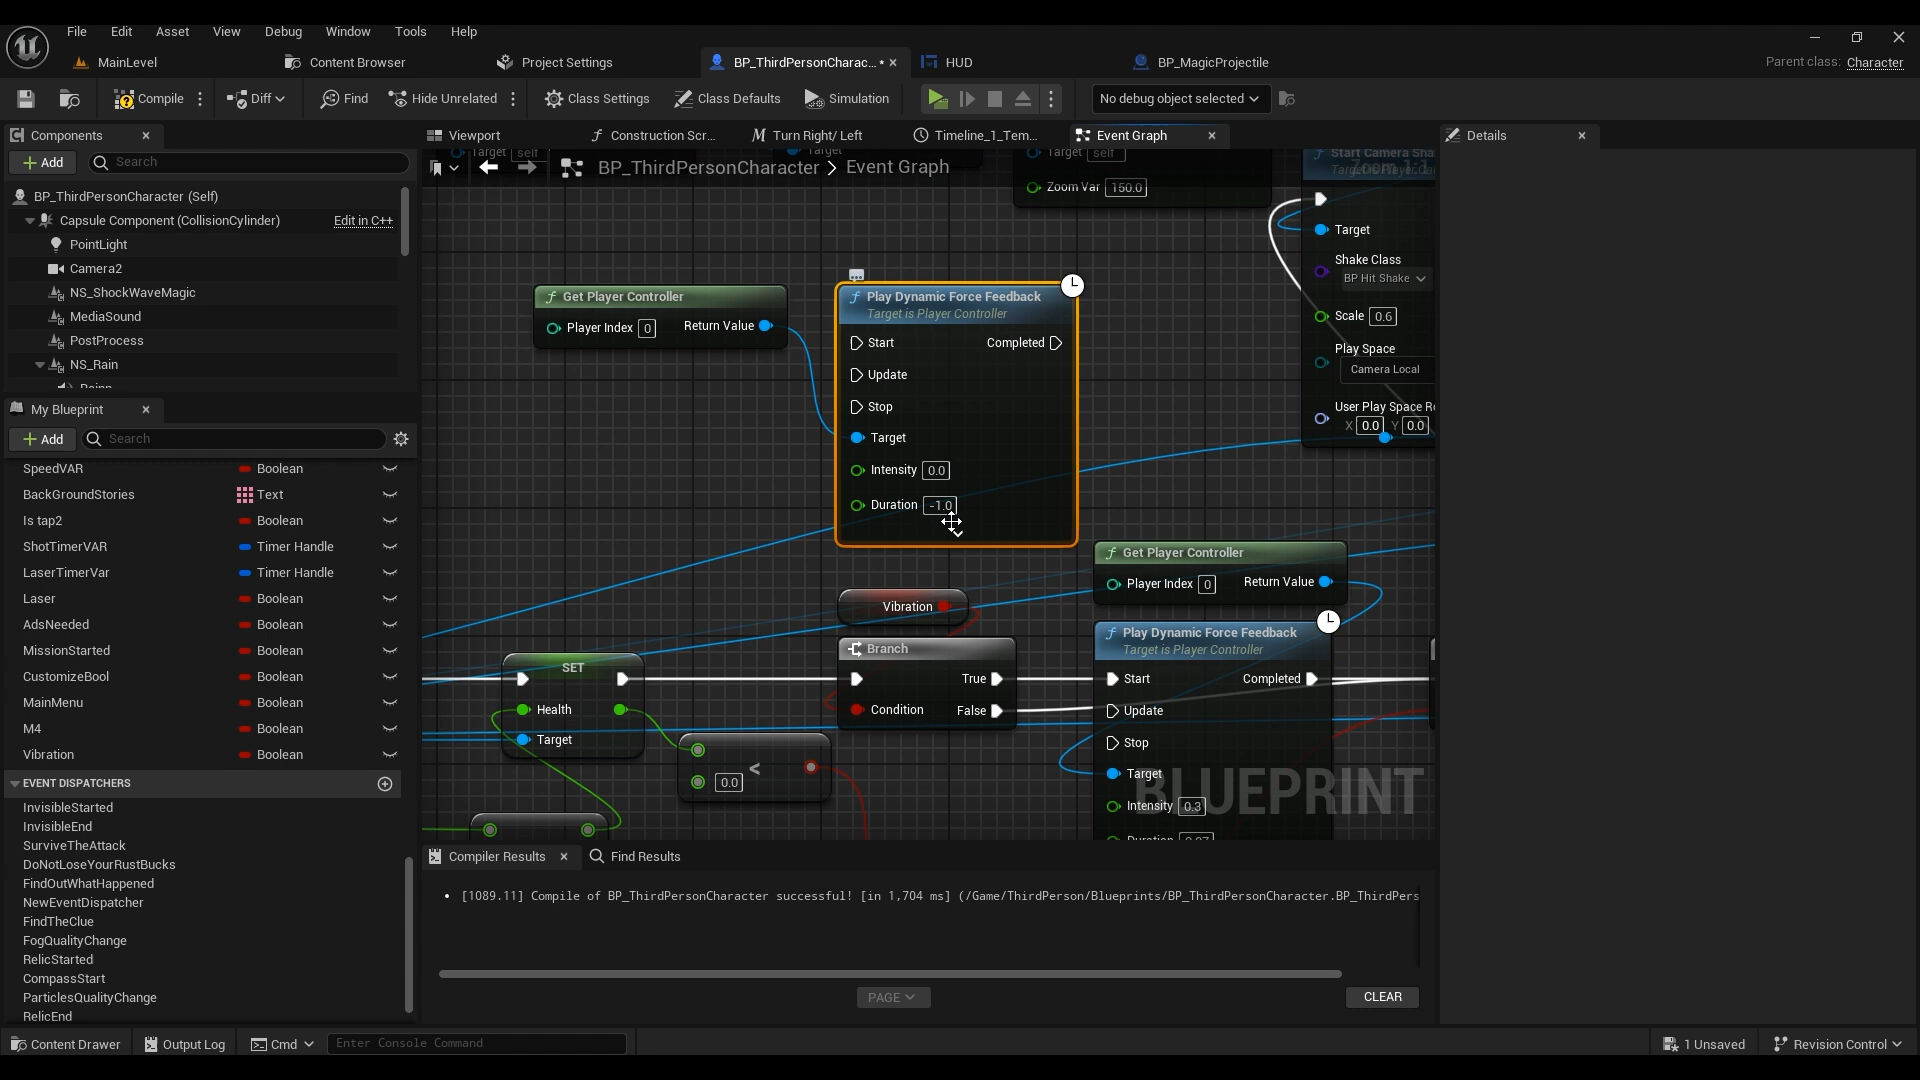 File Edit Asset View Window Debug Tools Help
MainLevel Content Browser Project Settings BP_ThirdPersonCharac... • HUD BP_MagicProjectile
Parent class: Character
Compile Diff Find Hide Unrelated Class Settings Class Defaults Simulation No debug object selected
Components
Add Search
BP_ThirdPersonCharacter (Self)
Capsule Component (CollisionCylinder) Edit in C++
PointLight
Camera2
NS_ShockWaveMagic
MediaSound
PostProcess
NS_Rain
My Blueprint
Add Search
SpeedVAR Boolean
BackGroundStories Text
Is tap2 Boolean
ShotTimerVAR Timer Handle
LaserTimerVar Timer Handle
Laser Boolean
AdsNeeded Boolean
MissionStarted Boolean
CustomizeBool Boolean
MainMenu Boolean
M4 Boolean
Vibration Boolean
EVENT DISPATCHERS
InvisibleStarted
InvisibleEnd
SurviveTheAttack
DoNotLoseYourRustBucks
FindOutWhatHappened
NewEventDispatcher
FindTheClue
FogQualityChange
RelicStarted
CompassStart
ParticlesQualityChange
RelicEnd
Viewport Construction Scr... Turn Right/ Left Timeline_1_Tem... Event Graph
BP_ThirdPersonCharacter > Event Graph
Target self Target Target self
Zoom Var 150.0
Zoom 1:1
Start Camera Sha
Target
Shake Class
BP Hit Shake
Scale 0.6
Play Space
Camera Local
User Play Space R
X 0.0 Y 0.0
Get Player Controller
Player Index 0 Return Value
Play Dynamic Force Feedback
Target is Player Controller
Start Completed
Update
Stop
Target
Intensity 0.0
Duration -1.0
Vibration
Branch
True
Condition False
SET
Health
Target
0.0 <
Get Player Controller
Player Index 0 Return Value
Play Dynamic Force Feedback
Target is Player Controller
Start Completed
Update
Stop
Target
Intensity 0.3
BLUEPRINT
Compiler Results Find Results
[1089.11] Compile of BP_ThirdPersonCharacter successful! [in 1,704 ms] (/Game/ThirdPerson/Blueprints/BP_ThirdPersonCharacter.BP_ThirdPers
PAGE CLEAR
Details
Content Drawer Output Log Cmd Enter Console Command 1 Unsaved Revision Control